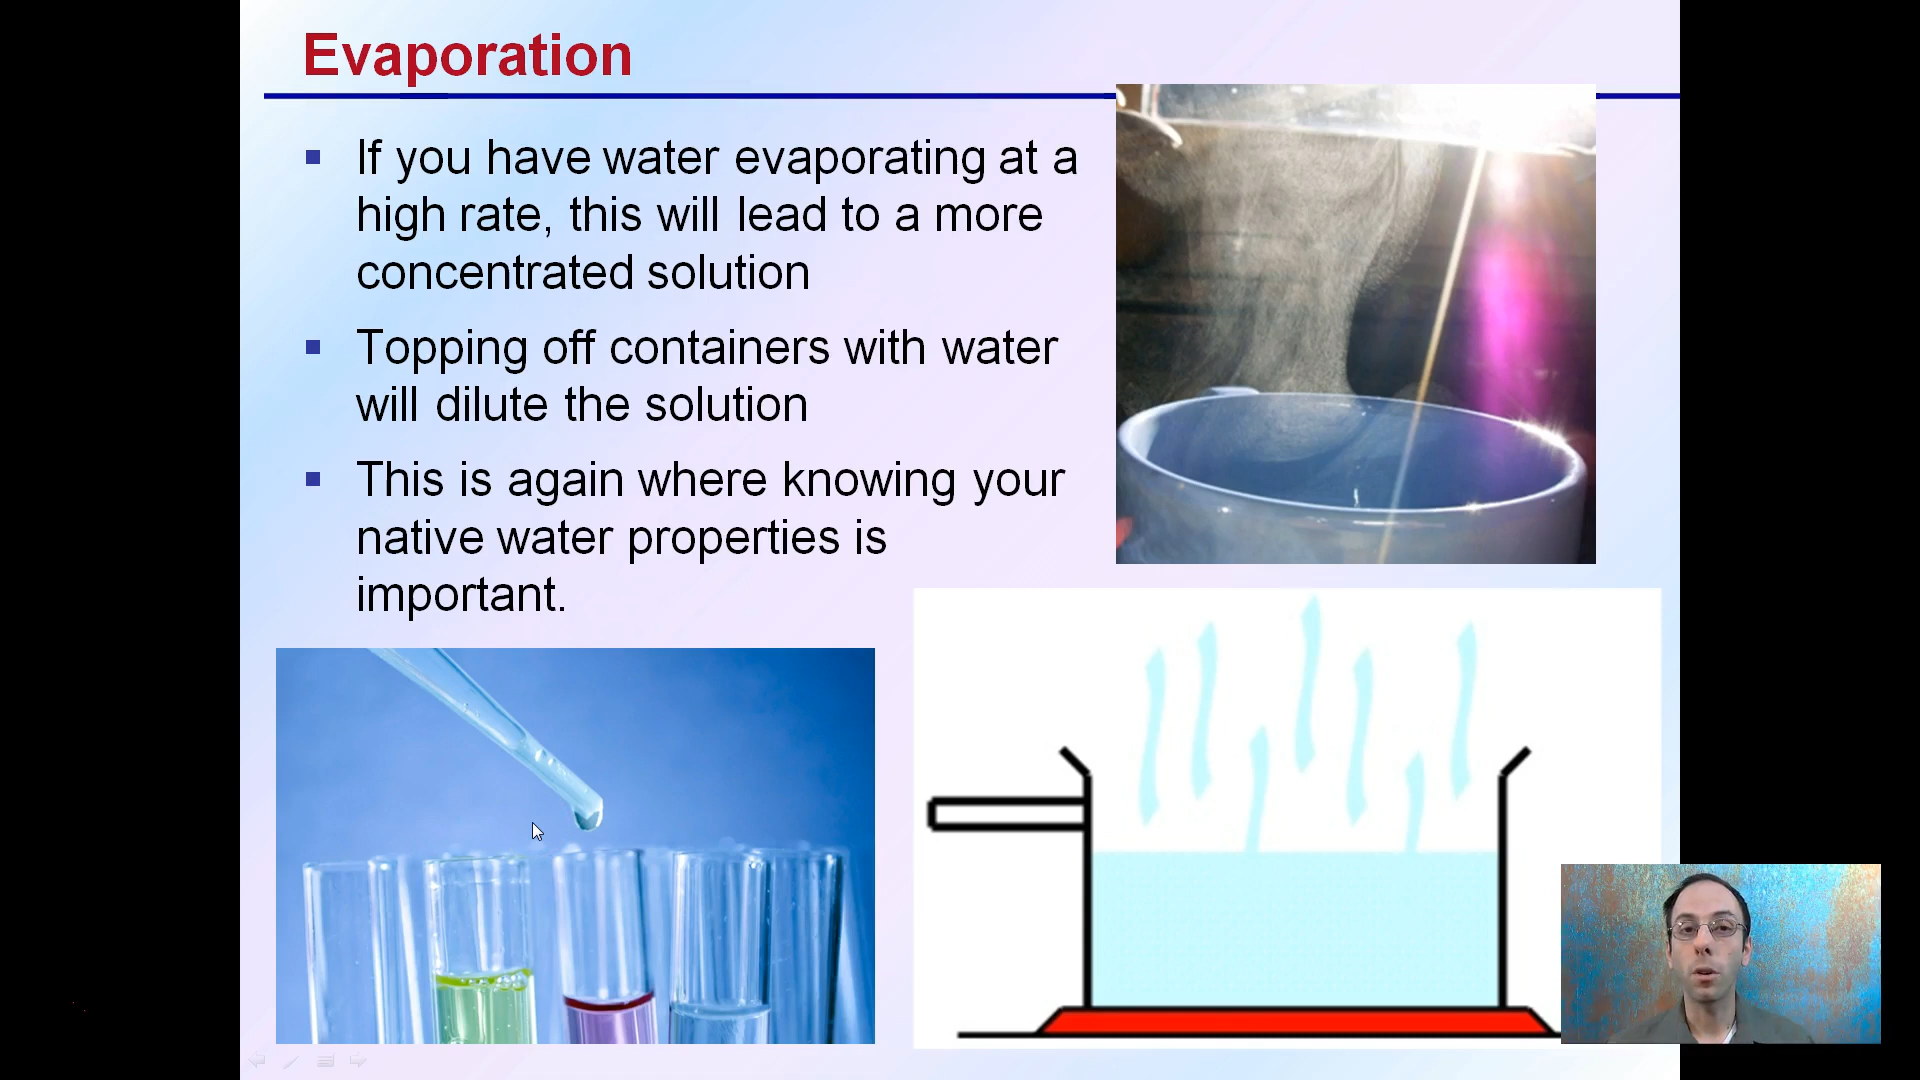 Evaporation
If you have water evaporating at a
high rate, this will lead to a more
concentrated solution
Topping off containers with water
will dilute the solution
This is again where knowing your
native water properties is
important.